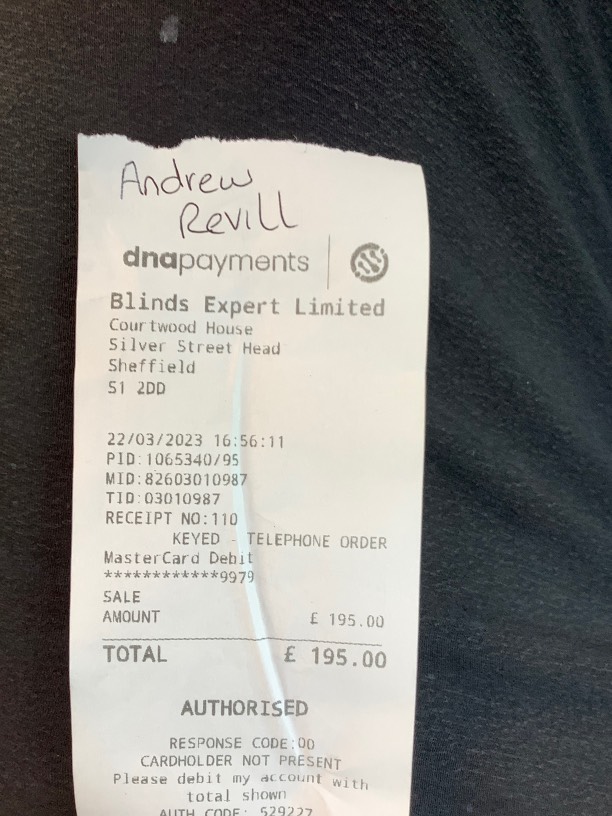 Andrew
Revill
dnapayments
Blinds Expert Limited
Courtwood House
Silver Street Head
Sheffield
S1 2DD
22/03/2023 16:56:11
PID:1065340/95
MID:82603010987
TID:03010987
RECEIPT NO:110
KEYED - TELEPHONE ORDER
MasterCard Debit
************9979
SALE
AMOUNT £ 195.00
TOTAL £ 195.00
AUTHORISED
RESPONSE CODE:00
CARDHOLDER NOT PRESENT
Please debit my account with
total shown
AUTH CODE: 529227